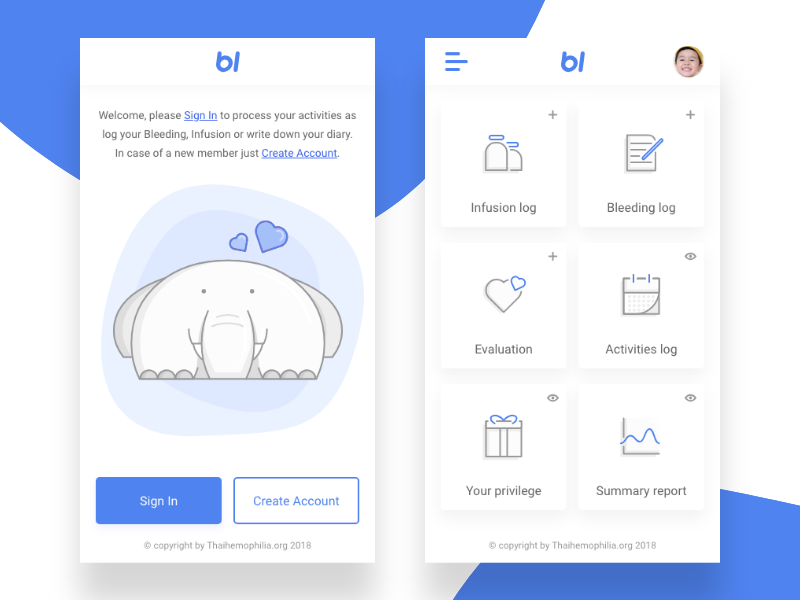 bl
Welcome, please Sign In to process your activities as
log your Bleeding, Infusion or write down your diary.
In case of a new member just Create Account.
Sign In
Create Account
© copyright by Thaihemophilia.org 2018
bl
Infusion log
Bleeding log
Evaluation
Activities log
Your privilege
Summary report
© copyright by Thaihemophilia.org 2018